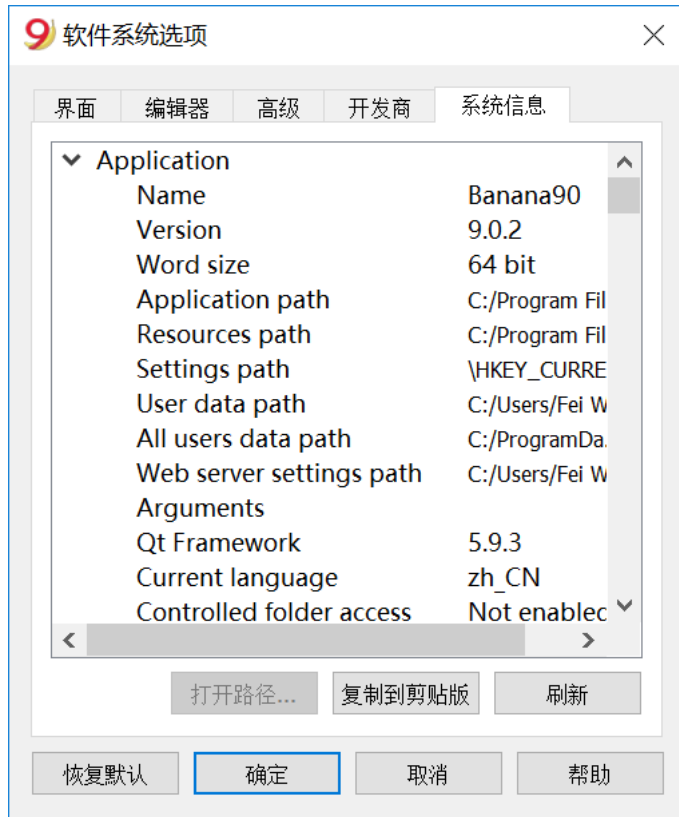 9 软件系统选项
界面 编辑器 高级 开发商 系统信息
Application
Name Banana90
Version 9.0.2
Word size 64 bit
Application path C:/Program Fil
Resources path C:/Program Fil
Settings path \HKEY_CURRE
User data path C:/Users/Fei W
All users data path C:/ProgramDa.
Web server settings path C:/Users/Fei W
Arguments
Qt Framework 5.9.3
Current language zh_CN
Controlled folder access Not enabled
打开路径... 复制到剪贴版 刷新
恢复默认 确定 取消 帮助